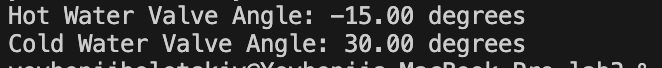 Hot Water Valve Angle: -15.00 degrees
Cold Water Valve Angle: 30.00 degrees